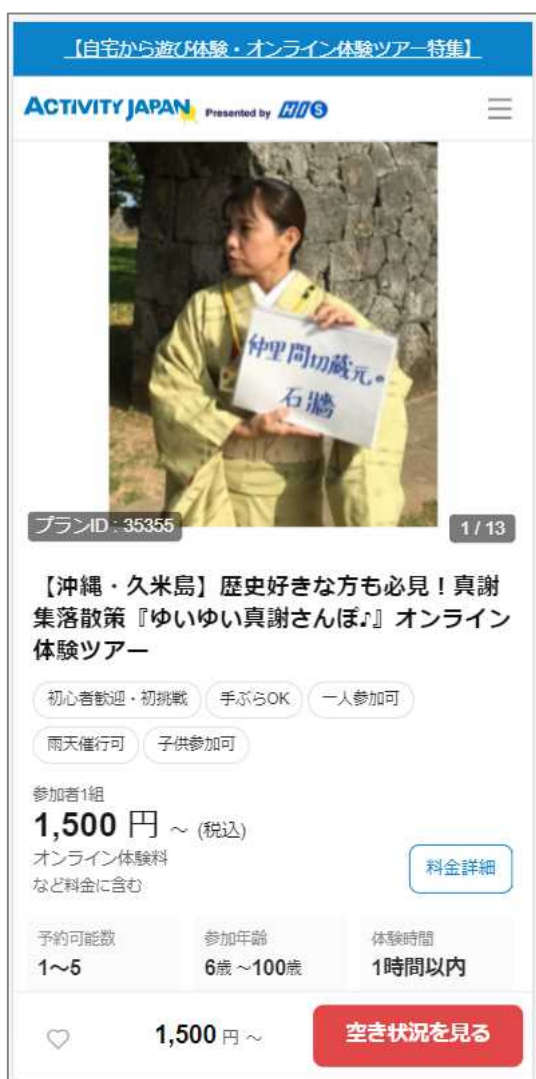 【自宅から遊び体験・オンライン体験ツアー特集】
ACTIVITY JAPAN Presented by HIS
仲里間切蔵元の
石牆
プランID : 35355
1 / 13
【沖縄・久米島】歴史好きな方も必見！真謝
集落散策『ゆいゆい真謝さんぽ♪』オンライン
体験ツアー
初心者歓迎・初挑戦 手ぶらOK 一人参加可
雨天催行可 子供参加可
参加者1組
1,500 円 ～ (税込)
オンライン体験料
など料金に含む
料金詳細
予約可能数 参加年齢 体験時間
1～5 6歳～100歳 1時間以内
1,500 円 ～ 空き状況を見る